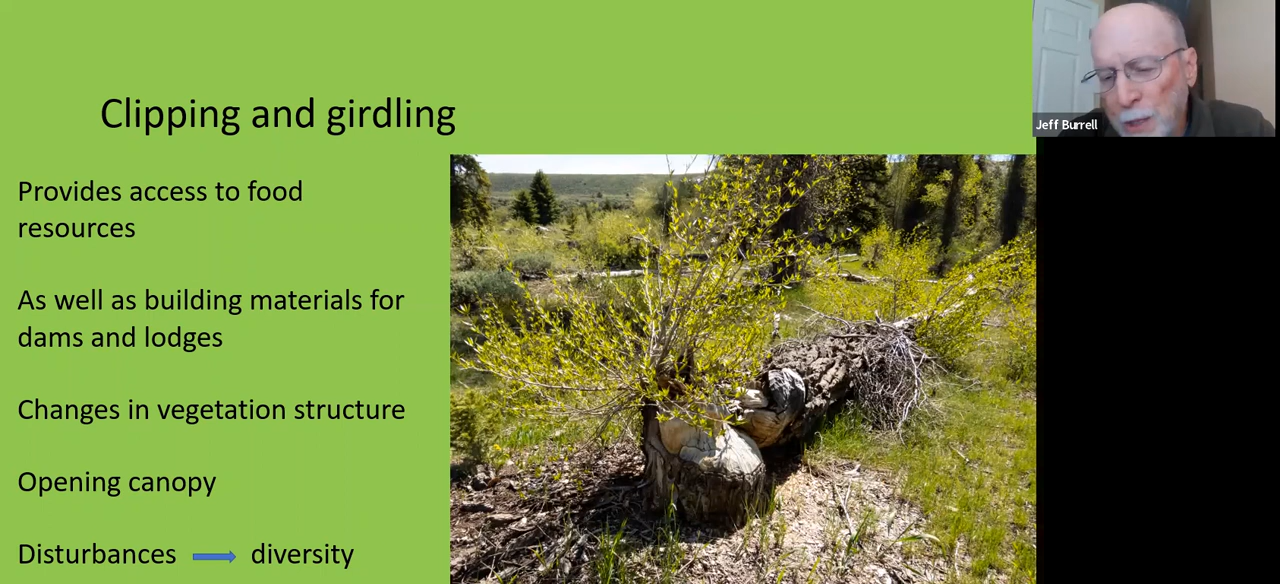 Jeff Burrell
Clipping and girdling
Provides access to food
resources
As well as building materials for
dams and lodges
Changes in vegetation structure
Opening canopy
Disturbances diversity